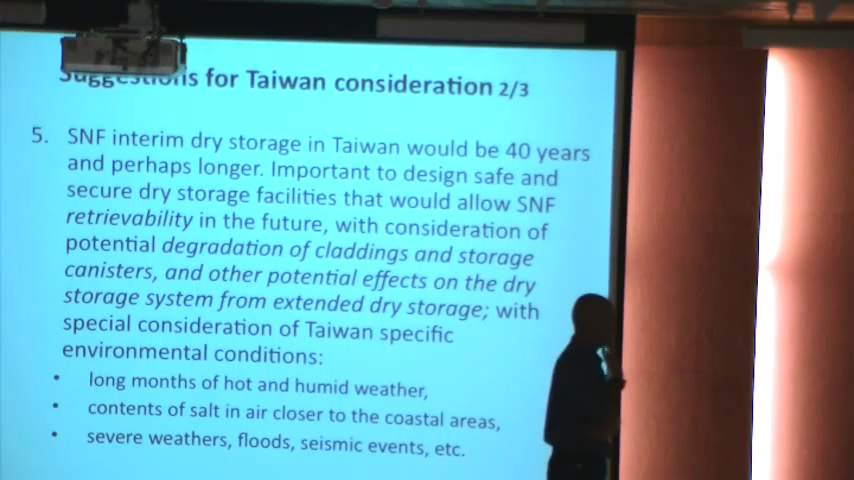 Suggestions for Taiwan consideration 2/3
5. SNF interim dry storage in Taiwan would be 40 years
and perhaps longer. Important to design safe and
secure dry storage facilities that would allow SNF
retrievability in the future, with consideration of
potential degradation of claddings and storage
canisters, and other potential effects on the dry
storage system from extended dry storage; with
special consideration of Taiwan specific
environmental conditions:
• long months of hot and humid weather,
• contents of salt in air closer to the coastal areas,
• severe weathers, floods, seismic events, etc.